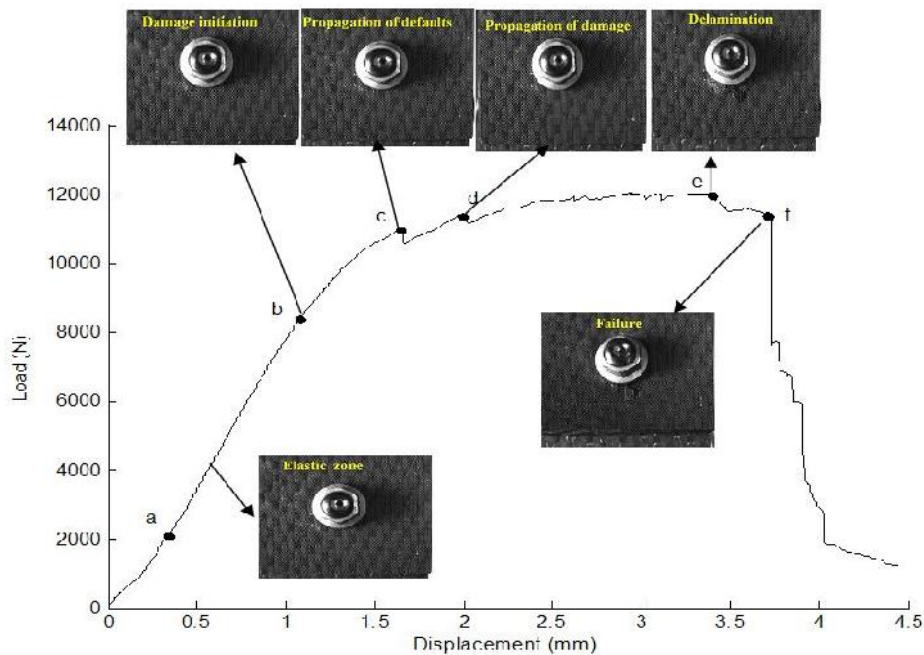 Damage initiation
Propagation of defaults
Propagation of damage
Delamination
14000
12000
10000
8000
6000
4000
2000
0
Load (N)
a
b
c
d
e
f
Failure
Elastic zone
0
0.5
1
1.5
2
2.5
3
3.5
4
4.5
Displacement (mm)